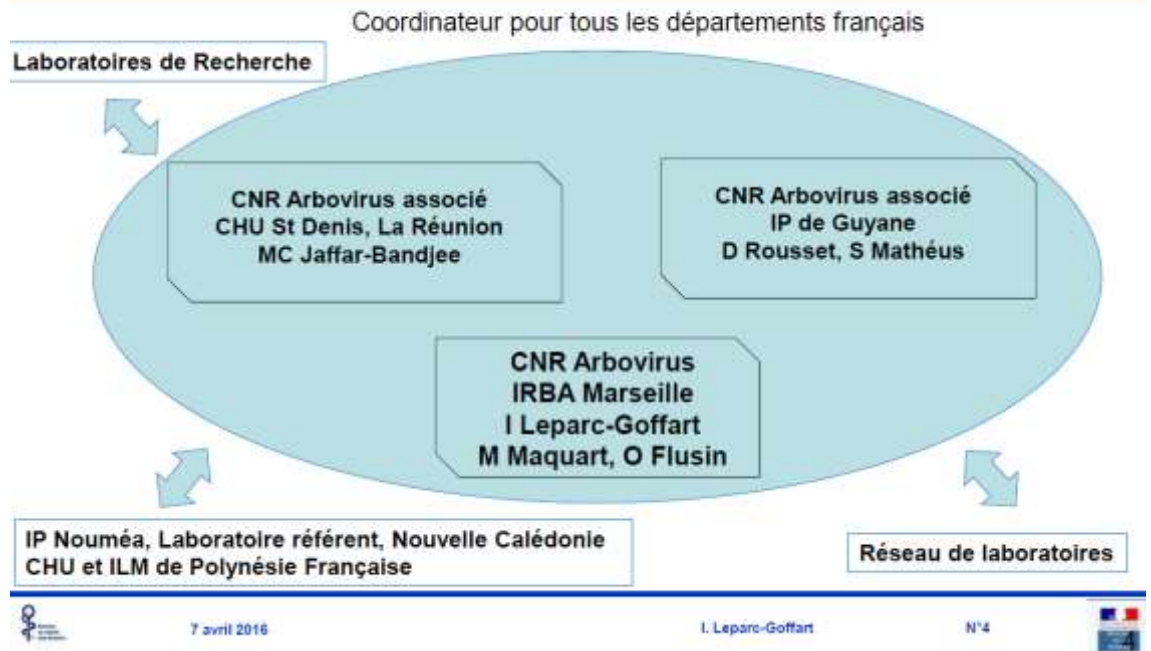 Coordinateur pour tous les départements français
Laboratoires de Recherche
CNR Arbovirus associé
CHU St Denis, La Réunion
MC Jaffar-Bandjee
CNR Arbovirus associé
IP de Guyane
D Rousset, S Mathéus
CNR Arbovirus
IRBA Marseille
I Leparc-Goffart
M Maquart, O Flusin
IP Nouméa, Laboratoire référent, Nouvelle Calédonie
CHU et ILM de Polynésie Française
Réseau de laboratoires
7 avril 2016
I. Leparc-Goffart
N°4
4